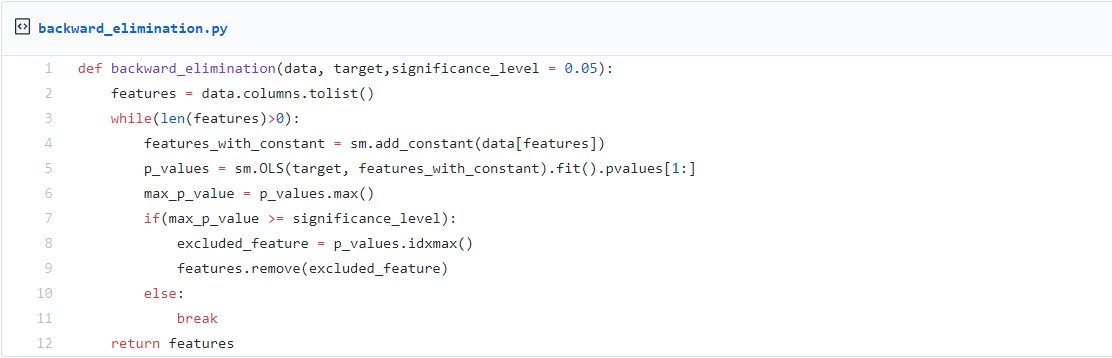 backward_elimination.py
1 def backward_elimination(data, target,significance_level = 0.05):
2     features = data.columns.tolist()
3     while(len(features)>0):
4         features_with_constant = sm.add_constant(data[features])
5         p_values = sm.OLS(target, features_with_constant).fit().pvalues[1:]
6         max_p_value = p_values.max()
7         if(max_p_value >= significance_level):
8             excluded_feature = p_values.idxmax()
9             features.remove(excluded_feature)
10         else:
11             break
12     return features